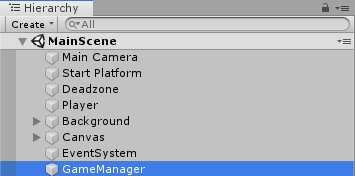 Hierarchy
Create All
MainScene
Main Camera
Start Platform
Deadzone
Player
Background
Canvas
EventSystem
GameManager